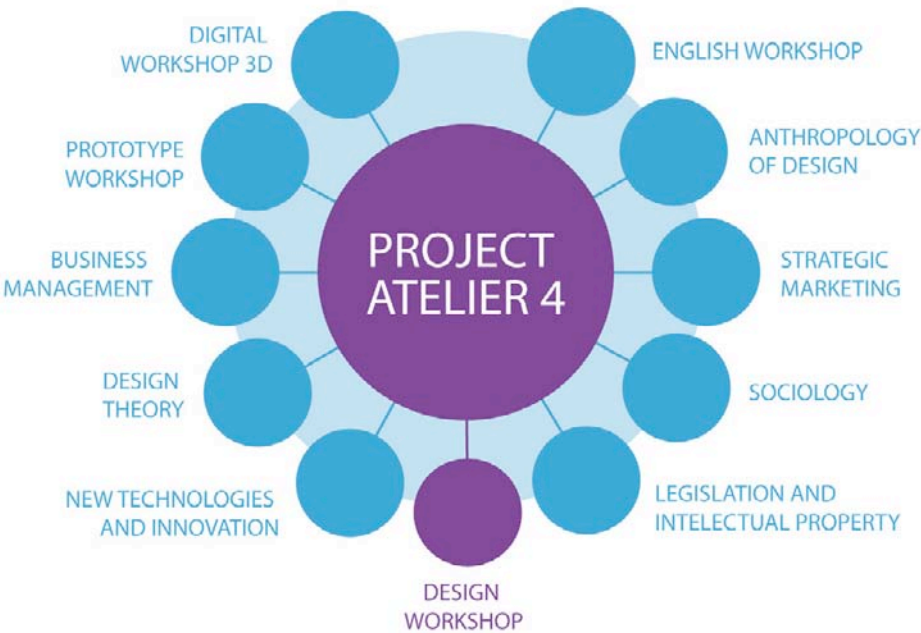 DIGITAL
WORKSHOP 3D
ENGLISH WORKSHOP
PROTOTYPE
WORKSHOP
ANTHROPOLOGY
OF DESIGN
BUSINESS
MANAGEMENT
PROJECT
ATELIER 4
STRATEGIC
MARKETING
DESIGN
THEORY
SOCIOLOGY
NEW TECHNOLOGIES
AND INNOVATION
LEGISLATION AND
INTELECTUAL PROPERTY
DESIGN
WORKSHOP